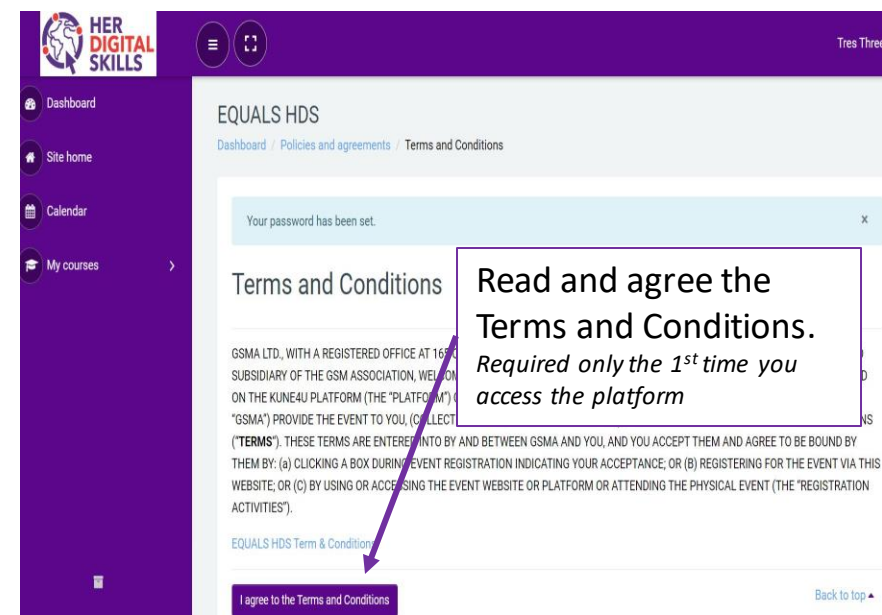 HER
DIGITAL
SKILLS
Tres Three
Dashboard
Site home
Calendar
My courses
EQUALS HDS
Dashboard / Policies and agreements / Terms and Conditions
Your password has been set.
x
Terms and Conditions
Read and agree the
Terms and Conditions.
Required only the 1st time you
access the platform
GSMA LTD., WITH A REGISTERED OFFICE AT
SUBSIDIARY OF THE GSM ASSOCIATION,
ON THE KUNE4U PLATFORM (THE "PLATFORM")
"GSMA") PROVIDE THE EVENT TO YOU,
("TERMS"). THESE TERMS ARE ENTERED INTO BY AND BETWEEN GSMA AND YOU, AND YOU ACCEPT THEM AND AGREE TO BE BOUND BY
THEM BY: (a) CLICKING A BOX DURING EVENT REGISTRATION INDICATING YOUR ACCEPTANCE; OR (B) REGISTERING FOR THE EVENT VIA THIS
WEBSITE; OR (C) BY USING OR ACCESSING THE EVENT WEBSITE OR PLATFORM OR ATTENDING THE PHYSICAL EVENT (THE "REGISTRATION
ACTIVITIES").
EQUALS HDS Term & Conditions
I agree to the Terms and Conditions
Back to top